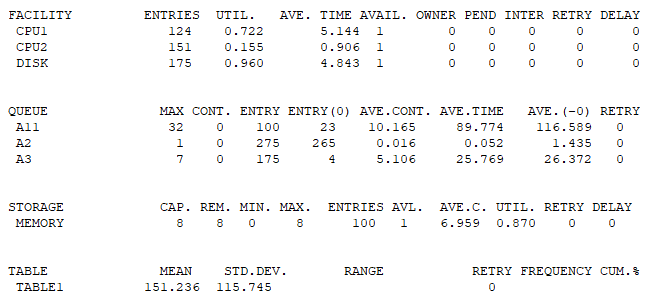 FACILITY ENTRIES UTIL. AVE. TIME AVAIL. OWNER PEND INTER RETRY DELAY
CPU1 124 0.722 5.144 1 0 0 0 0 0
CPU2 151 0.155 0.906 1 0 0 0 0 0
DISK 175 0.960 4.843 1 0 0 0 0 0
QUEUE MAX CONT. ENTRY ENTRY(0) AVE.CONT. AVE.TIME AVE.(-0) RETRY
A11 32 0 100 23 10.165 89.774 116.589 0
A2 1 0 275 265 0.016 0.052 1.435 0
A3 7 0 175 4 5.106 25.769 26.372 0
STORAGE CAP. REM. MIN. MAX. ENTRIES AVL. AVE.C. UTIL. RETRY DELAY
MEMORY 8 8 0 8 100 1 6.959 0.870 0 0
TABLE MEAN STD.DEV. RANGE RETRY FREQUENCY CUM.%
TABLE1 151.236 115.745 0